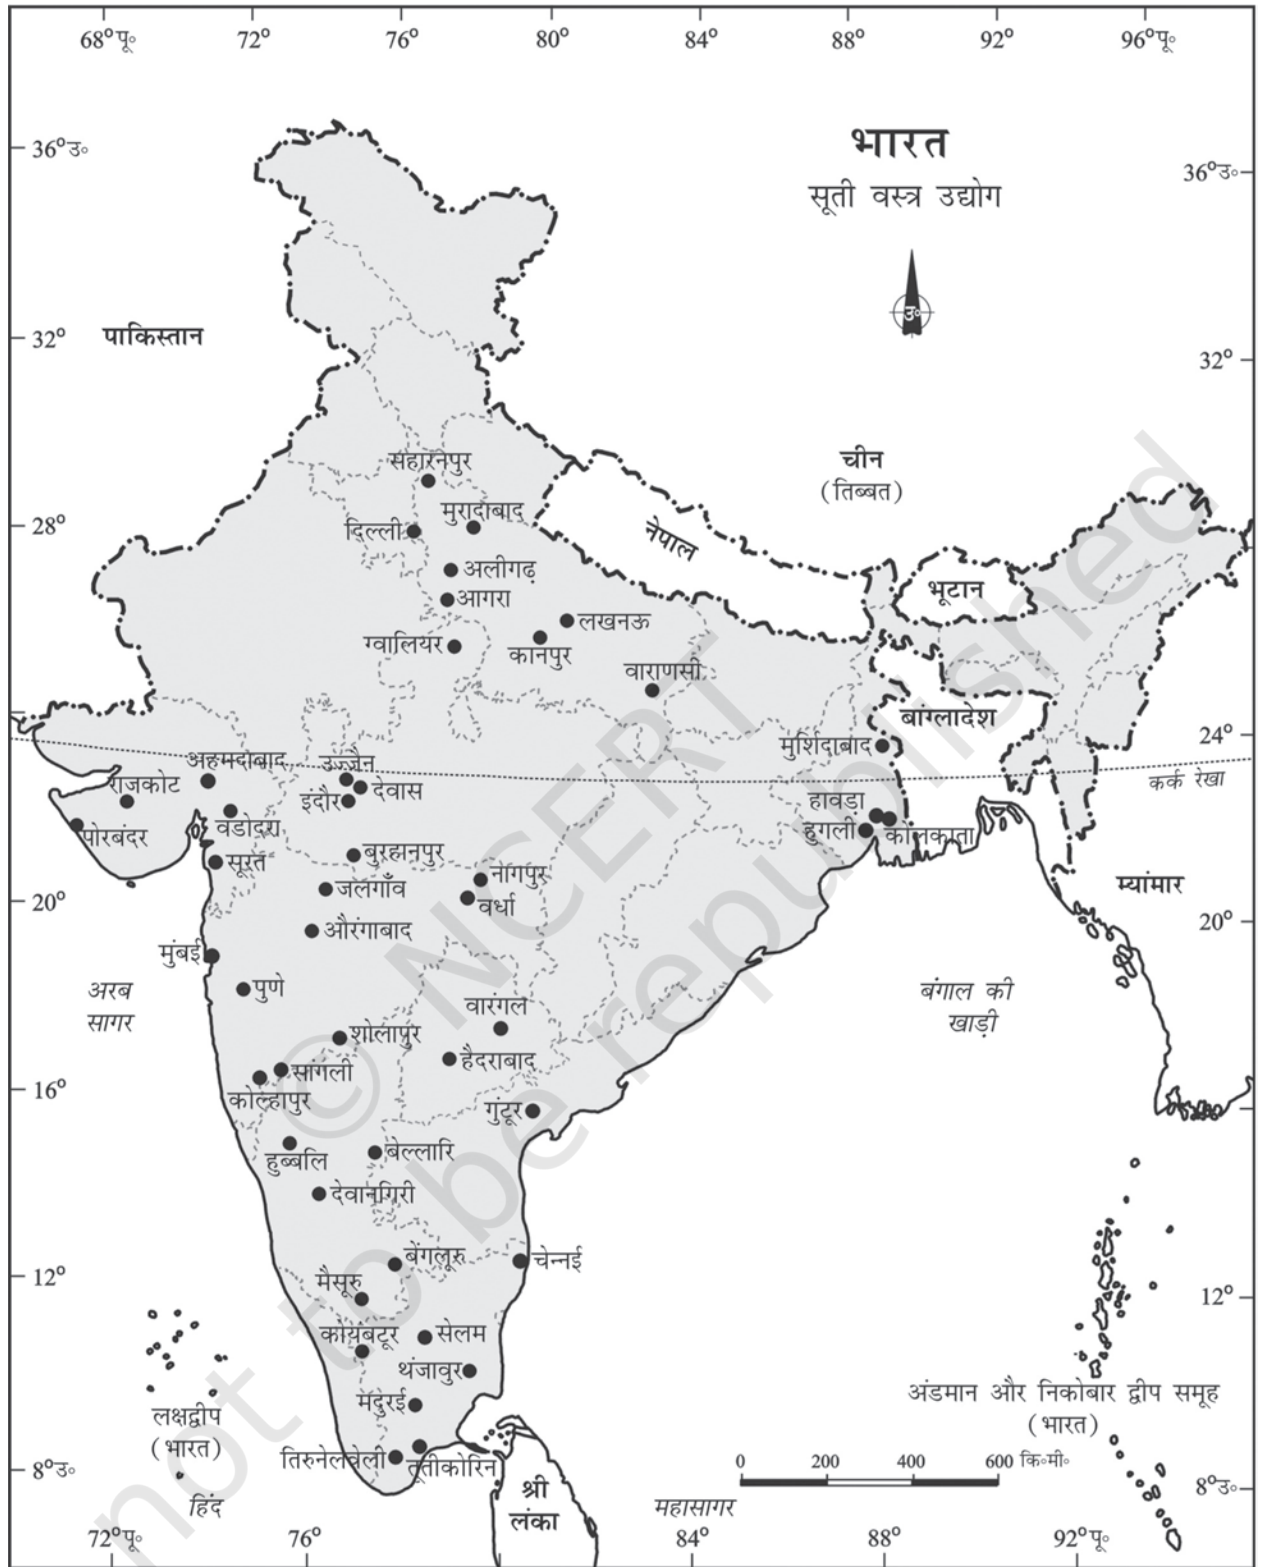 68°पू॰ 72° 76° 80° 84° 88° 92° 96°पू॰
36°उ॰
भारत
36°उ॰
सूती वस्त्र उद्योग
उ॰
पाकिस्तान
32°
32°
चीन
(तिब्बत)
सहारनपुर
मुरादाबाद
28°
दिल्ली
नेपाल
अलीगढ़
आगरा
भूटान
लखनऊ
ग्वालियर
कानपुर
वाराणसी
बांग्लादेश
24°
मुर्शिदाबाद
अहमदाबाद
उज्जैन
कर्क रेखा
राजकोट
देवास
इंदौर
हावड़ा
वडोदरा
हुगली
कोलकाता
पोरबंदर
बुरहानपुर
सूरत
नागपुर
जलगाँव
म्यांमार
20°
वर्धा
20°
औरंगाबाद
मुंबई
पुणे
अरब
सागर
बंगाल की
खाड़ी
वारंगल
शोलापुर
हैदराबाद
सांगली
16°
कोल्हापुर
गुंटूर
हुब्बलि
बेल्लारि
देवानगिरी
बेंगलूरु
चेन्नई
12°
मैसूरु
12°
कोयंबटूर
सेलम
थंजावुर
मदुरई
अंडमान और निकोबार द्वीप समूह
(भारत)
लक्षद्वीप
(भारत)
तिरुनेलवेली
तूतीकोरिन
0 200 400 600 कि॰मी॰
8°उ॰
8°उ॰
श्री
लंका
हिंद
महासागर
72°पू॰ 76° 84° 88° 92°पू॰
© NCERT
not to be republished